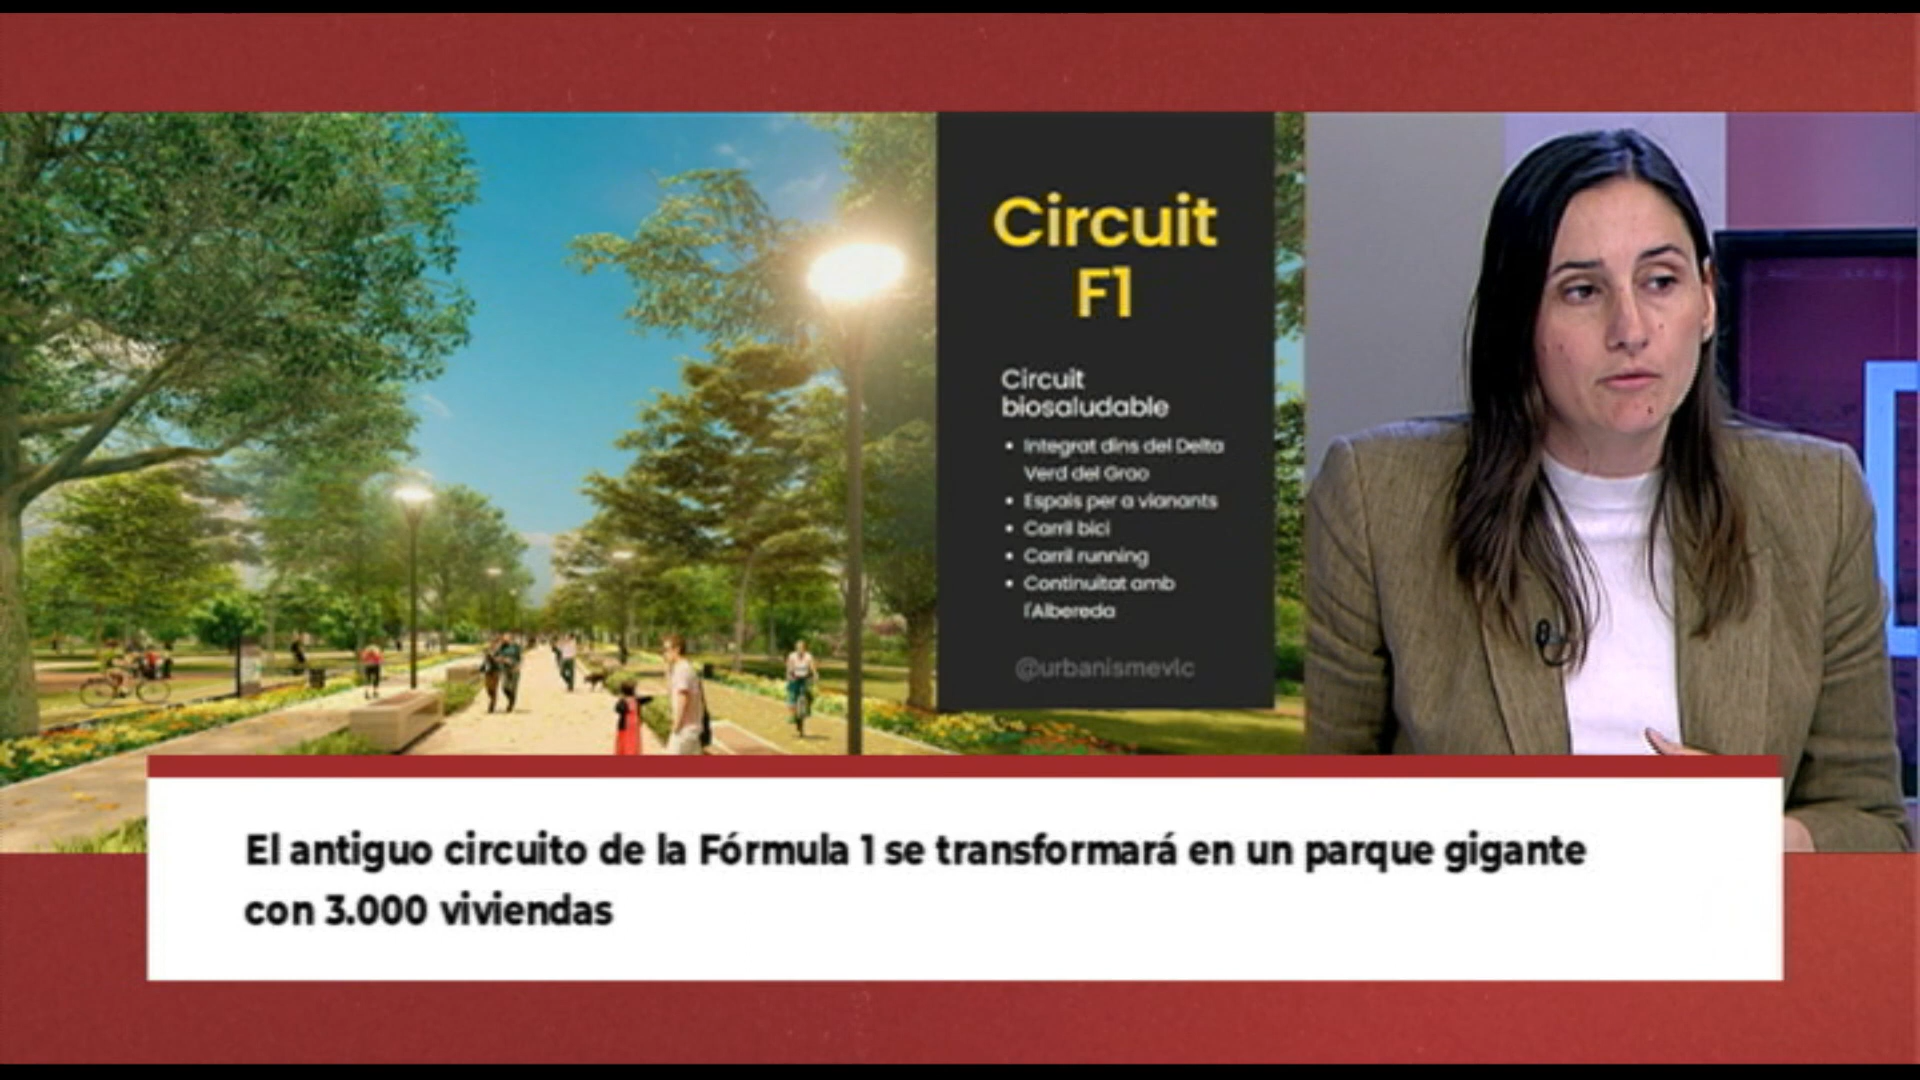 Circuit
F1
Circuit
biosaludable
• Integrat dins del Delta
Verd del Grao
• Espais per a vianants
• Carril bici
• Carril running
• Continuïtat amb
l'Albereda
@urbanismevlc
El antiguo circuito de la Fórmula 1 se transformará en un parque gigante
con 3.000 viviendas